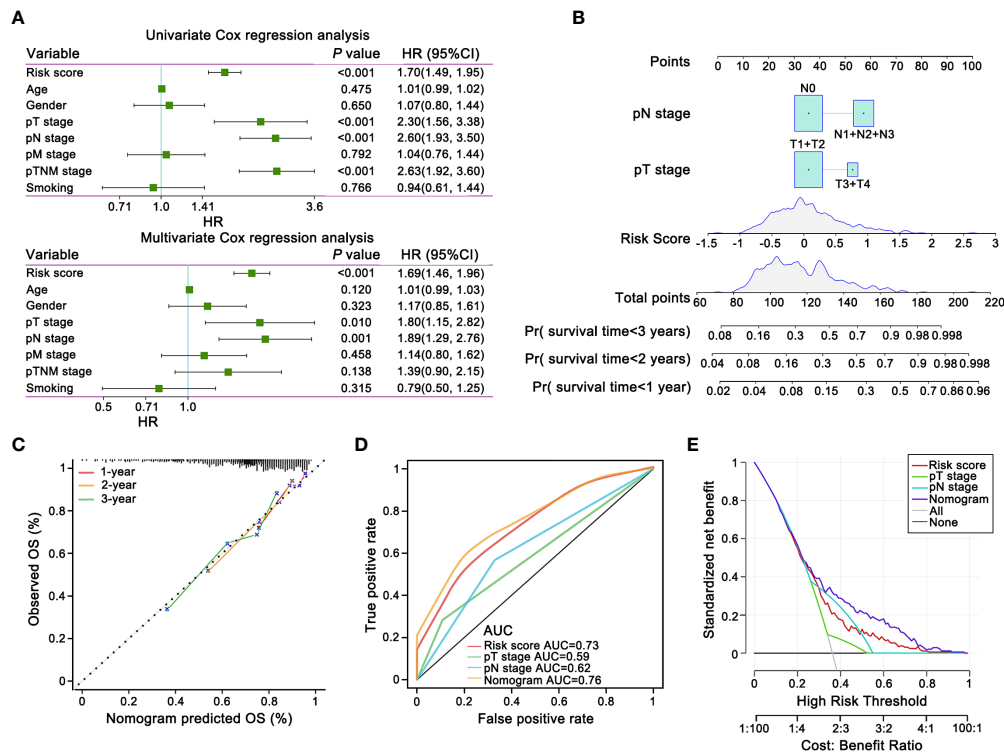 A
Univariate Cox regression analysis
Variable P value HR (95%CI)
Risk score <0.001 1.70(1.49, 1.95)
Age 0.475 1.01(0.99, 1.02)
Gender 0.650 1.07(0.80, 1.44)
pT stage <0.001 2.30(1.56, 3.38)
pN stage <0.001 2.60(1.93, 3.50)
pM stage 0.792 1.04(0.76, 1.44)
pTNM stage <0.001 2.63(1.92, 3.60)
Smoking 0.766 0.94(0.61, 1.44)
0.71 1.0 1.41 3.6
HR
Multivariate Cox regression analysis
Variable P value HR (95%CI)
Risk score <0.001 1.69(1.46, 1.96)
Age 0.120 1.01(0.99, 1.03)
Gender 0.323 1.17(0.85, 1.61)
pT stage 0.010 1.80(1.15, 2.82)
pN stage 0.001 1.89(1.29, 2.76)
pM stage 0.458 1.14(0.80, 1.62)
pTNM stage 0.138 1.39(0.90, 2.15)
Smoking 0.315 0.79(0.50, 1.25)
0.5 0.71 1.0
HR
B
Points 0 10 20 30 40 50 60 70 80 90 100
N0
pN stage
N1+N2+N3
T1+T2
pT stage
T3+T4
Risk Score
-1.5 -1 -0.5 0 0.5 1 1.5 2 2.5 3
Total points
60 80 100 120 140 160 180 200 220
Pr( survival time<3 years)
0.08 0.16 0.3 0.5 0.7 0.9 0.98 0.998
Pr( survival time<2 years)
0.04 0.08 0.16 0.3 0.5 0.7 0.9 0.98 0.998
Pr( survival time<1 year)
0.02 0.04 0.08 0.15 0.3 0.5 0.7 0.86 0.96
C
1-year
2-year
3-year
Observed OS (%)
1
0.8
0.6
0.4
0.2
0
0 0.2 0.4 0.6 0.8 1
Nomogram predicted OS (%)
D
True positive rate
1
0.8
0.6
0.4
0.2
0
AUC
Risk score AUC=0.73
pT stage AUC=0.59
pN stage AUC=0.62
Nomogram AUC=0.76
0 0.2 0.4 0.6 0.8 1
False positive rate
E
Risk score
pT stage
pN stage
Nomogram
All
None
Standardized net benefit
1
0.8
0.6
0.4
0.2
0
0 0.2 0.4 0.6 0.8 1
High Risk Threshold
1:100 1:4 2:3 3:2 4:1 100:1
Cost: Benefit Ratio